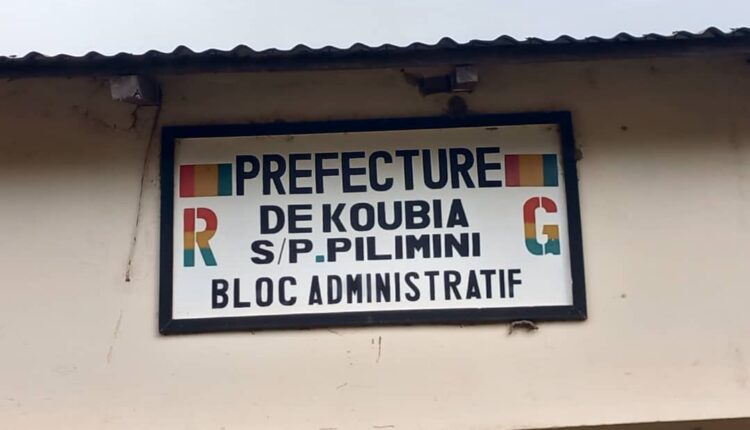 PREFECTURE
R DE KOUBIA G
S/P.PILIMINI
BLOC ADMINISTRATIF